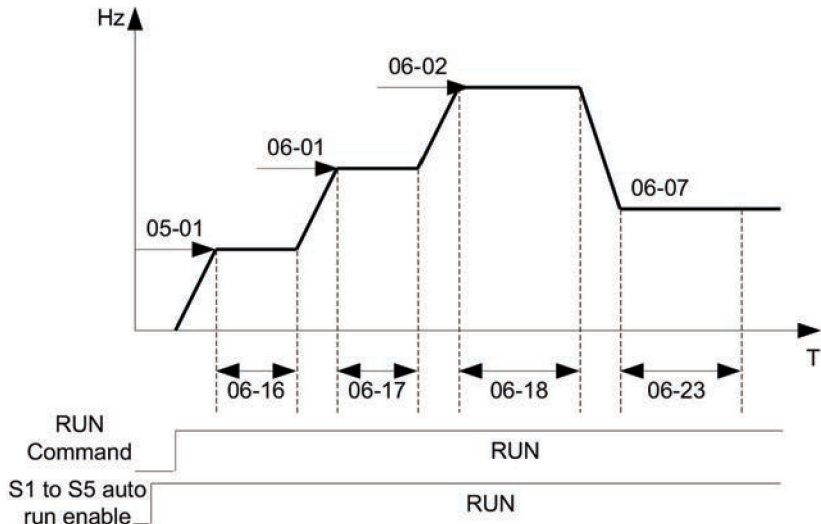 Hz
06-02
06-01
06-07
05-01
T
06-16
06-17
06-18
06-23
RUN
Command
RUN
S1 to S5 auto
run enable
RUN